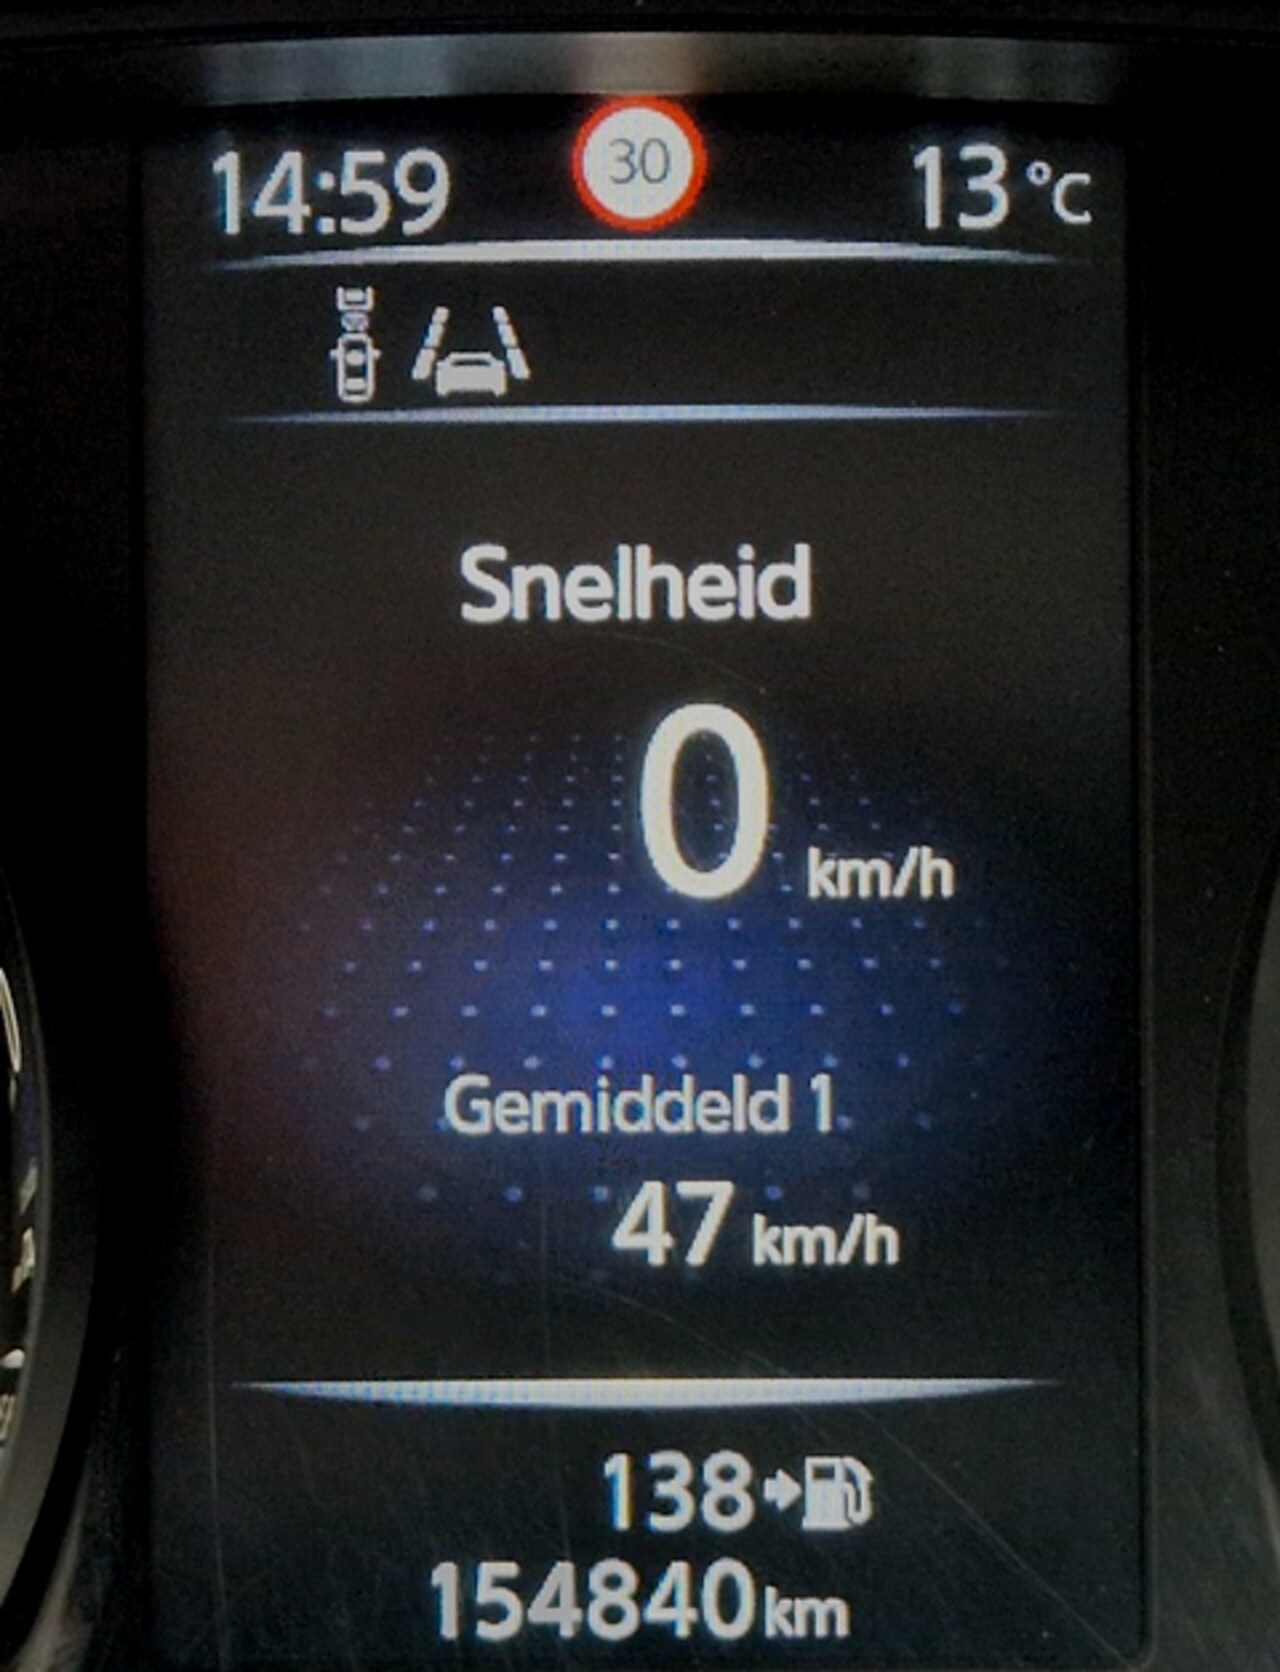 14:59 30 13 °C
Snelheid
0 km/h
Gemiddeld 1
47 km/h
138
154840 km